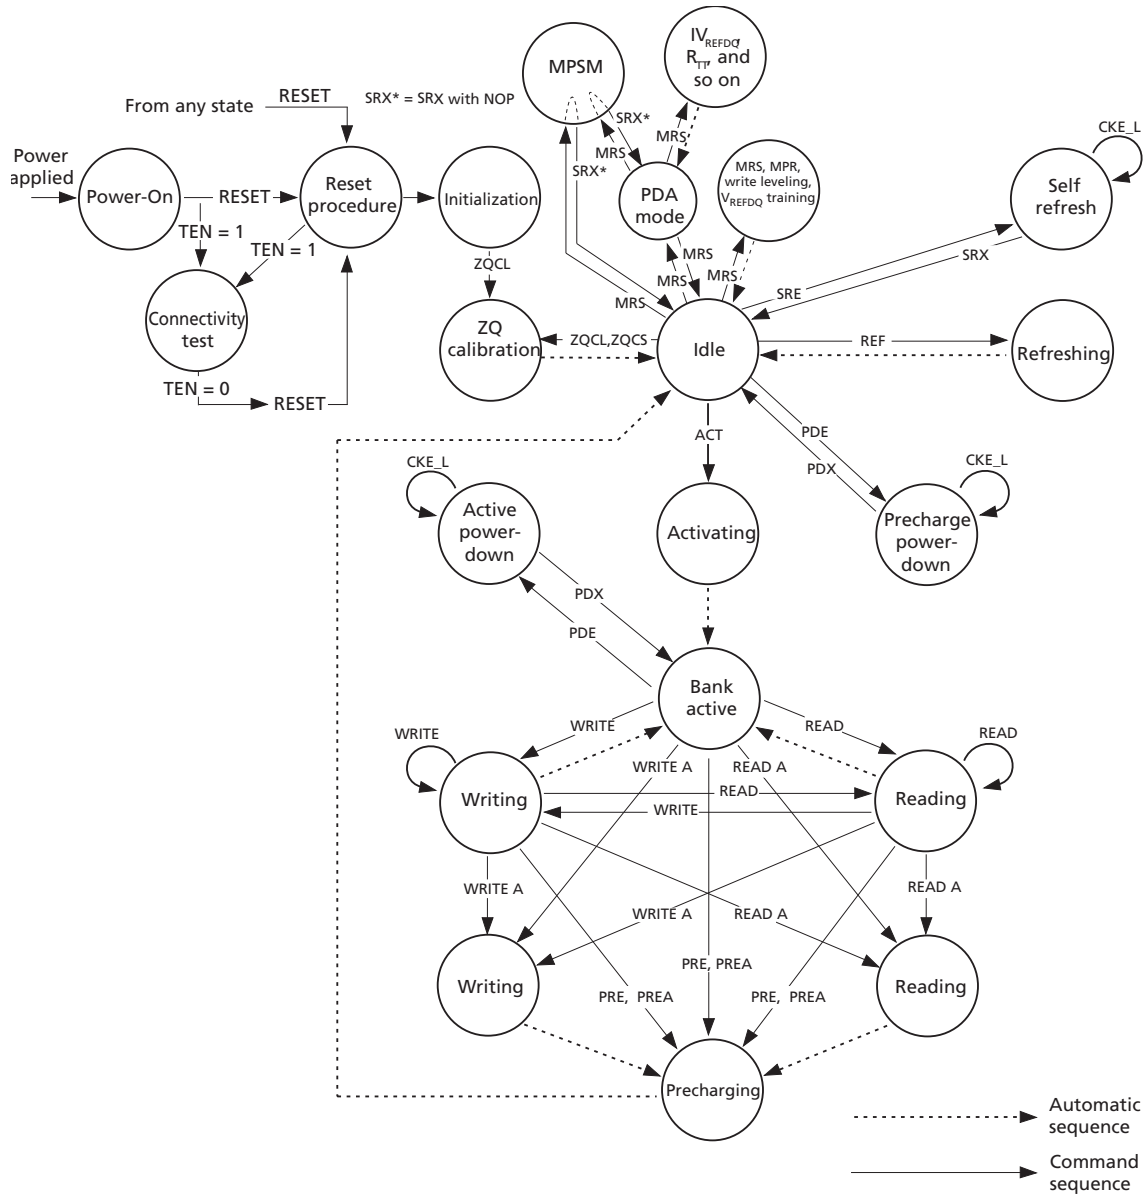 MPSM
IV_REFDQ,
R_TT, and
so on
From any state
RESET
SRX* = SRX with NOP
SRX*
MRS
MRS
CKE_L
Power
applied
Power-On
RESET
Reset
procedure
Initialization
SRX*
PDA
mode
MRS, MPR,
write leveling,
V_REFDQ training
Self
refresh
TEN = 1
TEN = 1
ZQCL
MRS
MRS
MRS
MRS
SRE
SRX
Connectivity
test
ZQ
calibration
ZQCL,ZQCS
Idle
REF
Refreshing
TEN = 0
RESET
ACT
PDE
PDX
CKE_L
CKE_L
Active
power-
down
Activating
Precharge
power-
down
PDX
PDE
Bank
active
WRITE
WRITE
READ
READ
WRITE A
READ A
Writing
READ
WRITE
Reading
WRITE A
READ A
WRITE A
READ A
Writing
PRE, PREA
PRE, PREA
PRE, PREA
Reading
Precharging
Automatic
sequence
Command
sequence